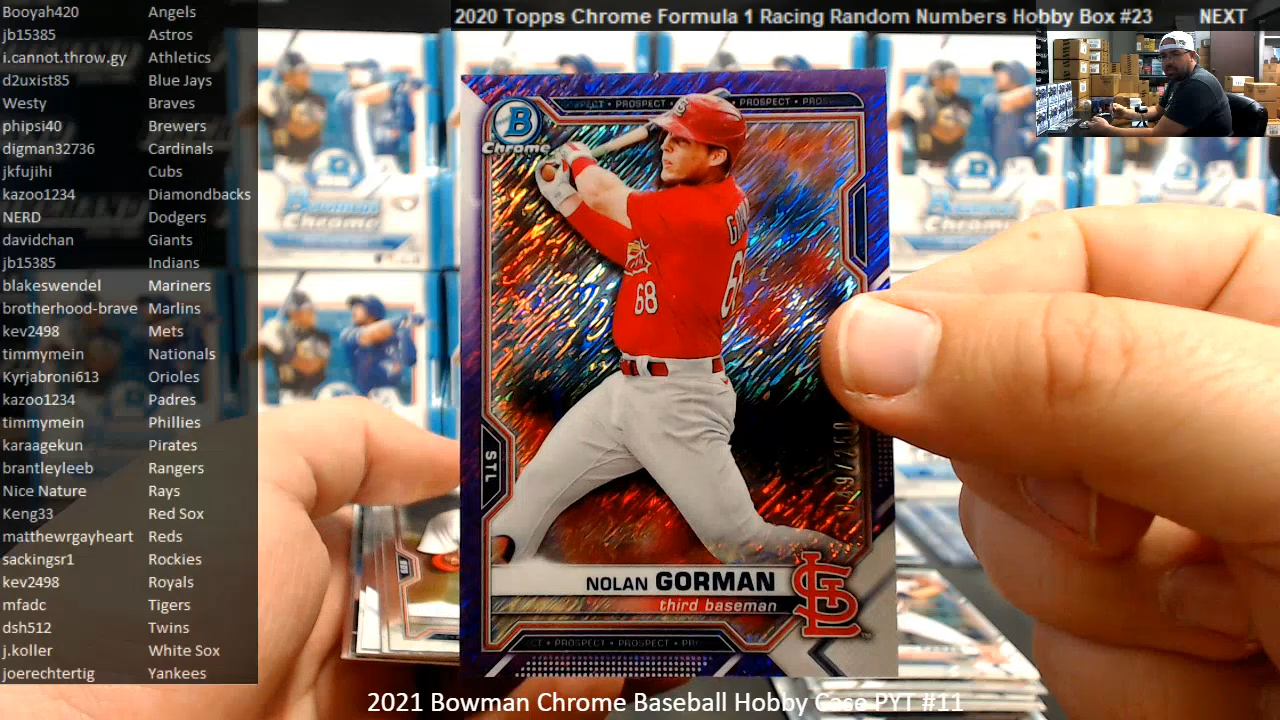 Booyah420 Angels
jb15385 Astros
i.cannot.throw.gy Athletics
d2uxist85 Blue Jays
Westy Braves
phipsi40 Brewers
digman32736 Cardinals
jkfujihi Cubs
kazoo1234 Diamondbacks
NERD Dodgers
davidchan Giants
jb15385 Indians
blakeswendel Mariners
brotherhood-brave Marlins
kev2498 Mets
timmymein Nationals
Kyrjabroni613 Orioles
kazoo1234 Padres
timmymein Phillies
karaagekun Pirates
brantleyleeb Rangers
Nice Nature Rays
Keng33 Red Sox
matthewrgayheart Reds
sackingsr1 Rockies
kev2498 Royals
mfadc Tigers
dsh512 Twins
j.koller White Sox
joerechtertig Yankees
2020 Topps Chrome Formula 1 Racing Random Numbers Hobby Box #23 NEXT
PROSPECT • PROSPECT
B
Chrome
68
STL
NOLAN GORMAN
third baseman
PROSPECT • PROSPECT
2021 Bowman Chrome Baseball Hobby Case PYT #11